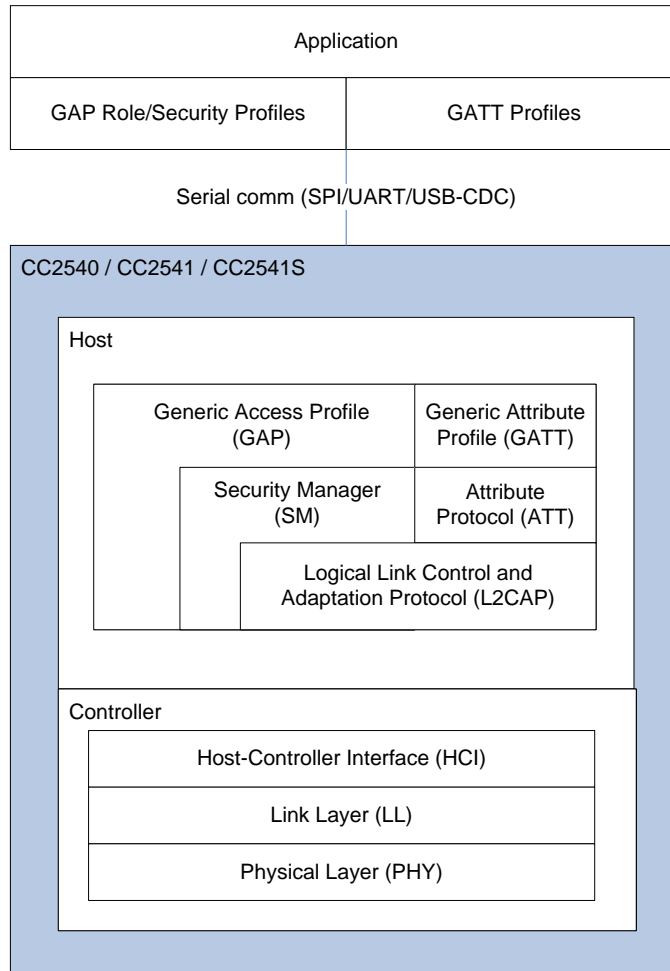 Application
GAP Role/Security Profiles
GATT Profiles
Serial comm (SPI/UART/USB-CDC)
CC2540 / CC2541 / CC2541S
Host
Generic Access Profile
(GAP)
Generic Attribute
Profile (GATT)
Security Manager
(SM)
Attribute
Protocol (ATT)
Logical Link Control and
Adaptation Protocol (L2CAP)
Controller
Host-Controller Interface (HCI)
Link Layer (LL)
Physical Layer (PHY)